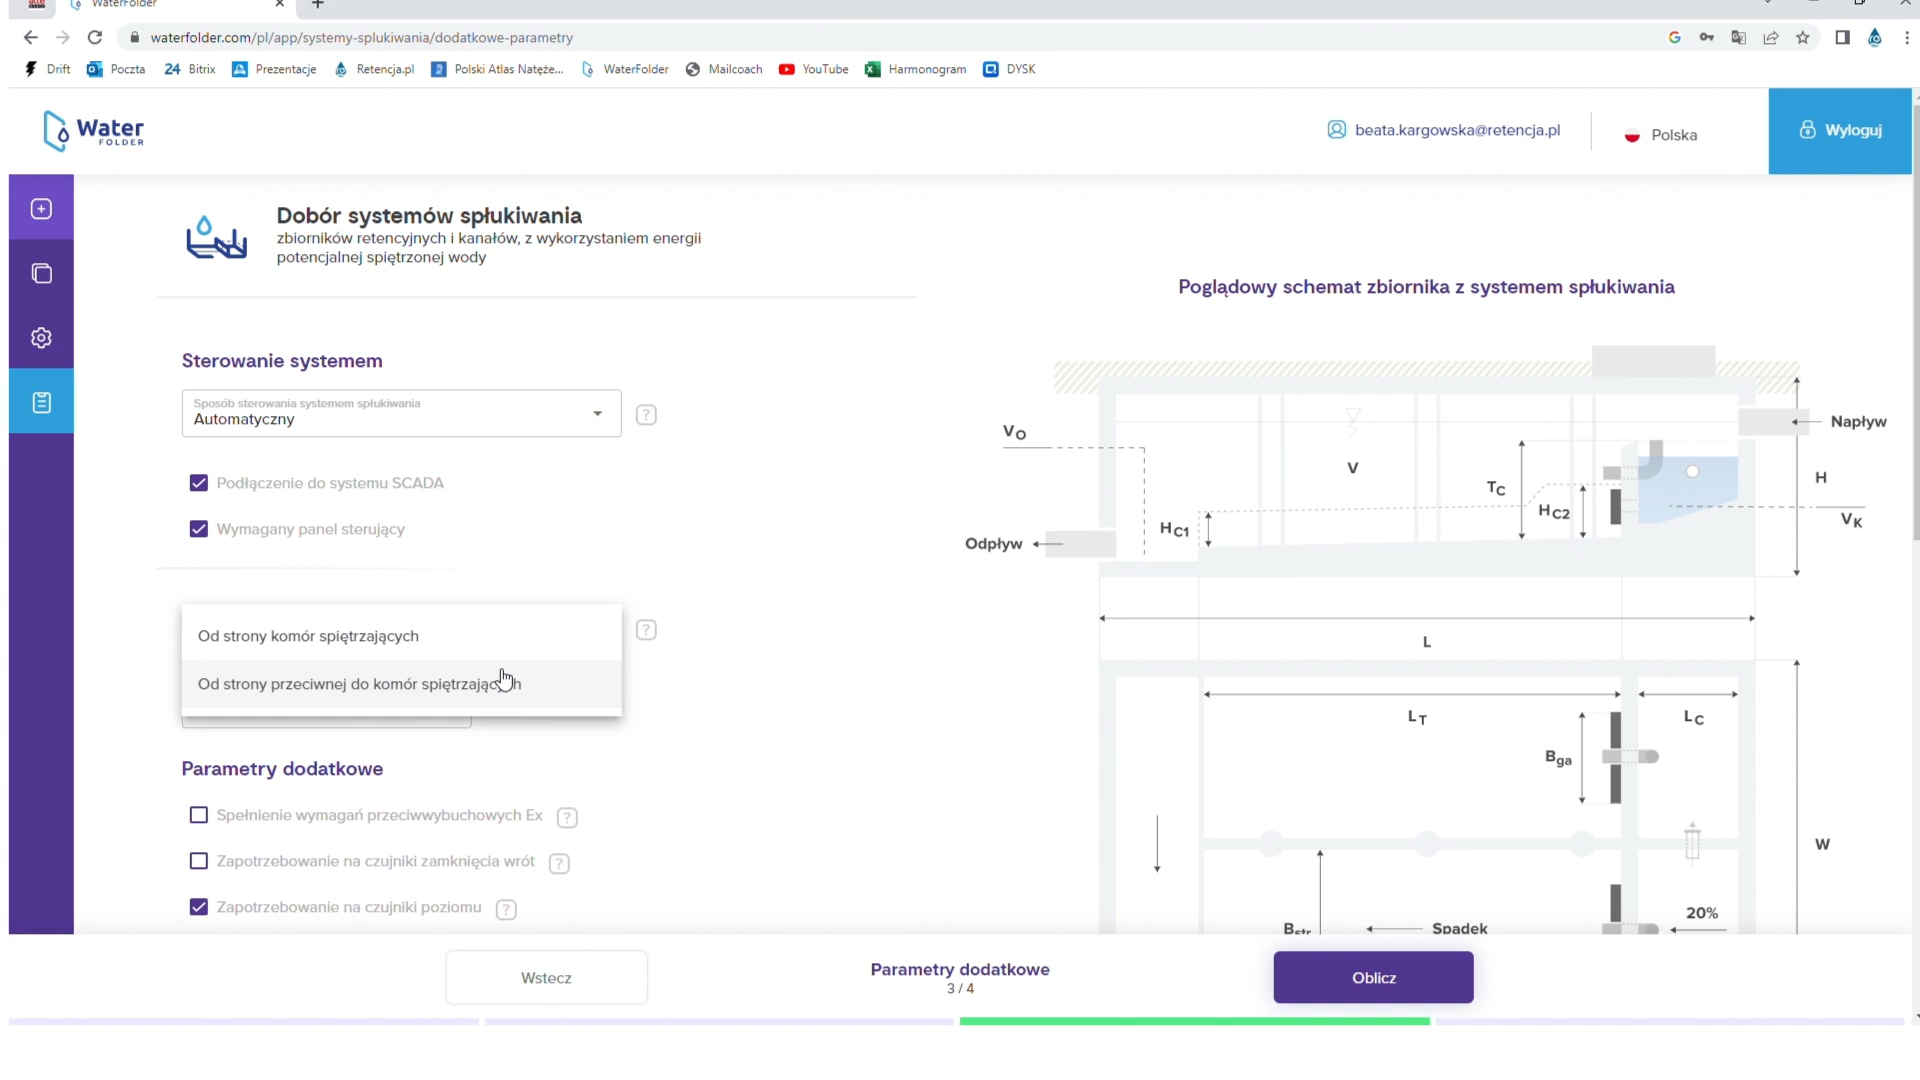 WaterFolder
waterfolder.com/pl/app/systemy-splukiwania/dodatkowe-parametry
Drift Poczta 24 Bitrix Prezentacje Retencja.pl Polski Atlas Natęże... WaterFolder Mailcoach YouTube Harmonogram DYSK
Water
FOLDER
beata.kargowska@retencja.pl
Polska
Wyloguj
Dobór systemów spłukiwania
zbiorników retencyjnych i kanałów, z wykorzystaniem energii
potencjalnej spiętrzonej wody
Poglądowy schemat zbiornika z systemem spłukiwania
Sterowanie systemem
Sposób sterowania systemem spłukiwania
Automatyczny
?
Podłączenie do systemu SCADA
Wymagany panel sterujący
Od strony komór spiętrzających
?
Od strony przeciwnej do komór spiętrzając h
Parametry dodatkowe
Spełnienie wymagań przeciwwybuchowych Ex ?
Zapotrzebowanie na czujniki zamknięcia wrót ?
Zapotrzebowanie na czujniki poziomu ?
VO
V
TC
HC1
HC2
Napływ
H
VK
Odpływ
L
LT
LC
Bga
W
20%
Bstr
Spadek
Wstecz
Parametry dodatkowe
3 / 4
Oblicz